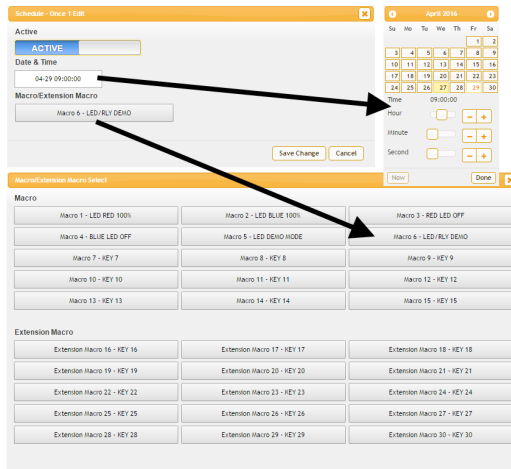 Schedule - Once 1 Edit
Active
ACTIVE
Date & Time
04-29 09:00:00
Macro/Extension Macro
Macro 6 - LED/RLY DEMO
Save Change Cancel
April 2016
Su Mo Tu We Th Fr Sa
1 2
3 4 5 6 7 8 9
10 11 12 13 14 15 16
17 18 19 20 21 22 23
24 25 26 27 28 29 30
Time 09:00:00
Hour - +
Minute - +
Second - +
Now Done
Macro/Extension Macro Select
Macro
Macro 1 - LED RED 100% Macro 2 - LED BLUE 100% Macro 3 - RED LED OFF
Macro 4 - BLUE LED OFF Macro 5 - LED DEMO MODE Macro 6 - LED/RLY DEMO
Macro 7 - KEY 7 Macro 8 - KEY 8 Macro 9 - KEY 9
Macro 10 - KEY 10 Macro 11 - KEY 11 Macro 12 - KEY 12
Macro 13 - KEY 13 Macro 14 - KEY 14 Macro 15 - KEY 15
Extension Macro
Extension Macro 16 - KEY 16 Extension Macro 17 - KEY 17 Extension Macro 18 - KEY 18
Extension Macro 19 - KEY 19 Extension Macro 20 - KEY 20 Extension Macro 21 - KEY 21
Extension Macro 22 - KEY 22 Extension Macro 23 - KEY 23 Extension Macro 24 - KEY 24
Extension Macro 25 - KEY 25 Extension Macro 26 - KEY 26 Extension Macro 27 - KEY 27
Extension Macro 28 - KEY 28 Extension Macro 29 - KEY 29 Extension Macro 30 - KEY 30